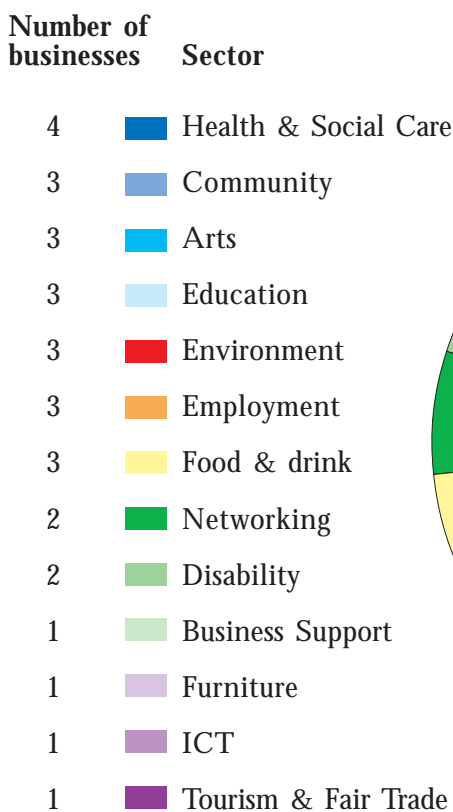 Number of
businesses Sector
4 Health & Social Care
3 Community
3 Arts
3 Education
3 Environment
3 Employment
3 Food & drink
2 Networking
2 Disability
1 Business Support
1 Furniture
1 ICT
1 Tourism & Fair Trade